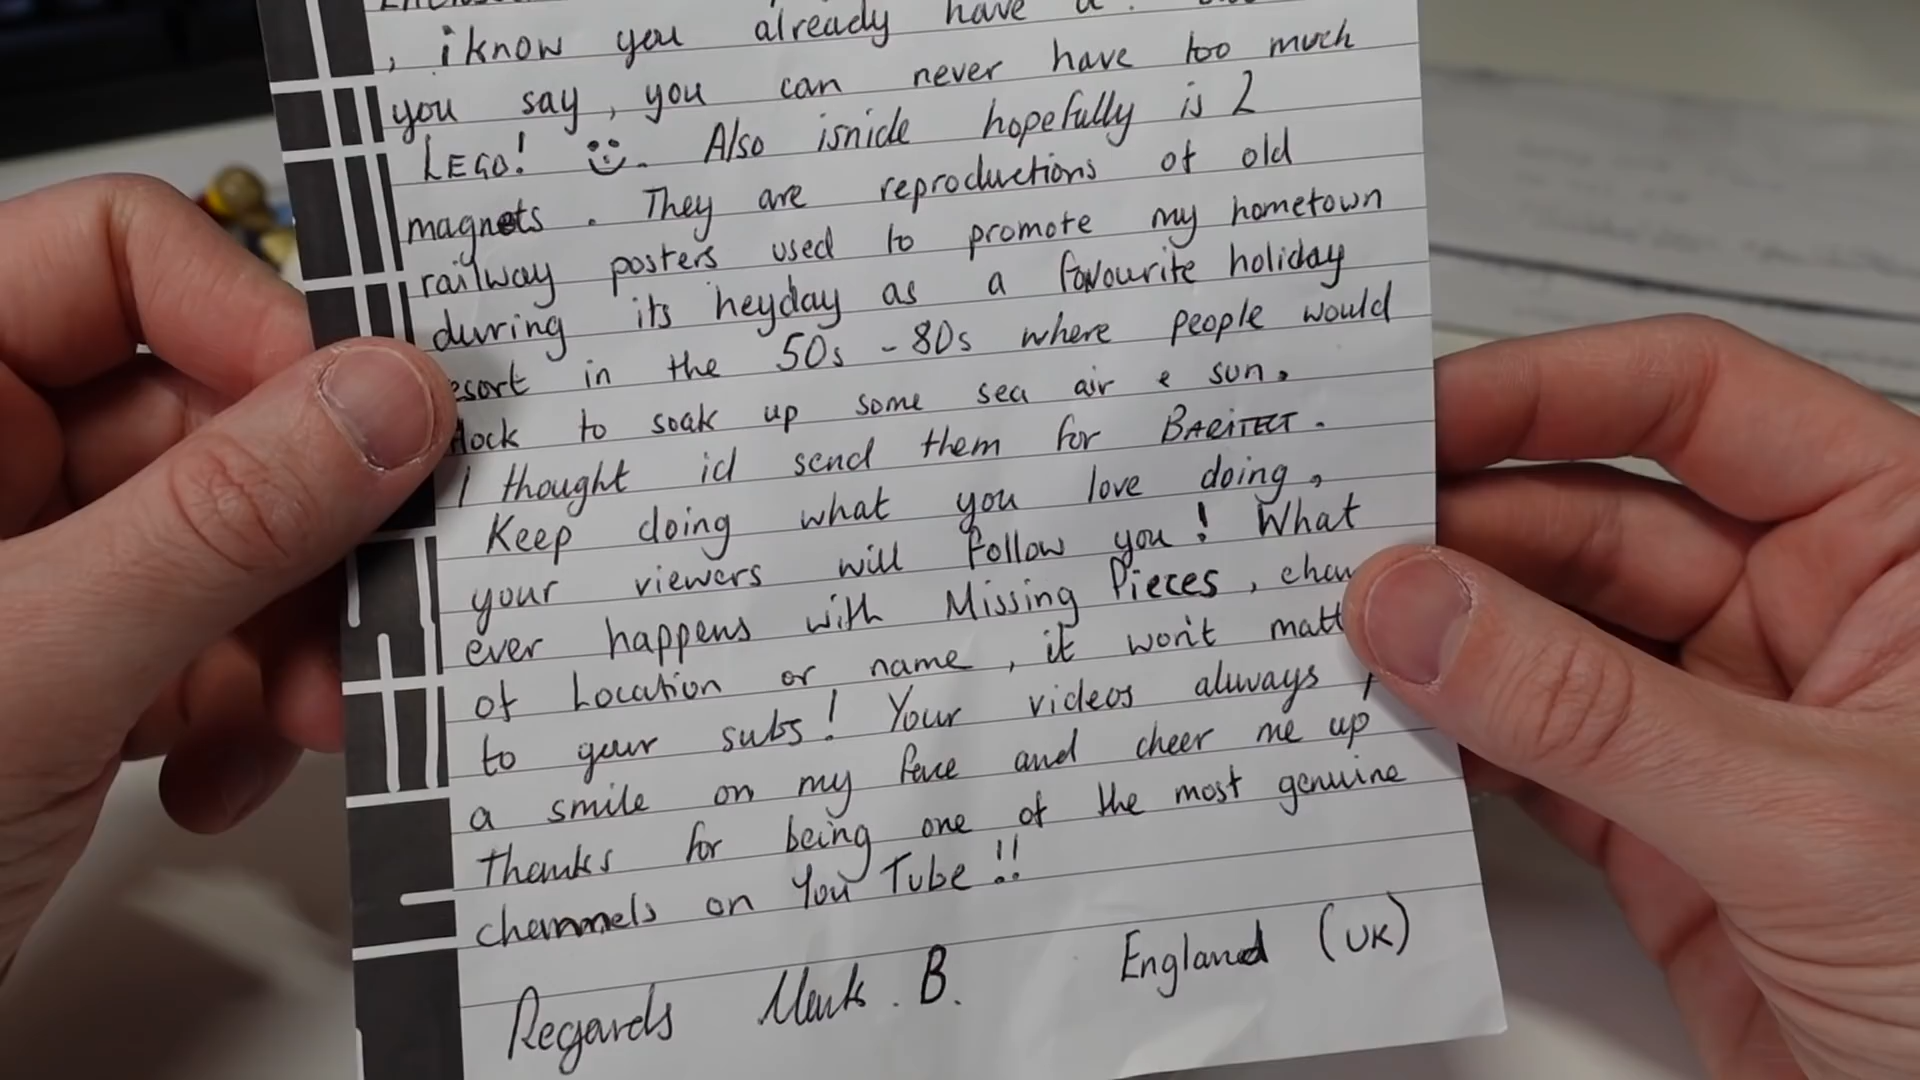 , i know you already have a
you say, you can never have too much
LEGO! Also isnide hopefully is 2
magnets. They are reproductions of old
railway posters used to promote my hometown
during its heyday as a favourite holiday
esort in the 50s - 80s where people would
flock to soak up some sea air & sun.
I thought id send them for BARITECT.
Keep doing what you love doing,
your viewers will follow you! What
ever happens with Missing Pieces, chan
of Location or name, it won't matt
to your subs! Your videos always
a smile on my face and cheer me up
Thanks for being one of the most genuine
channels on YouTube!!
Regards Mark. B. England (UK)